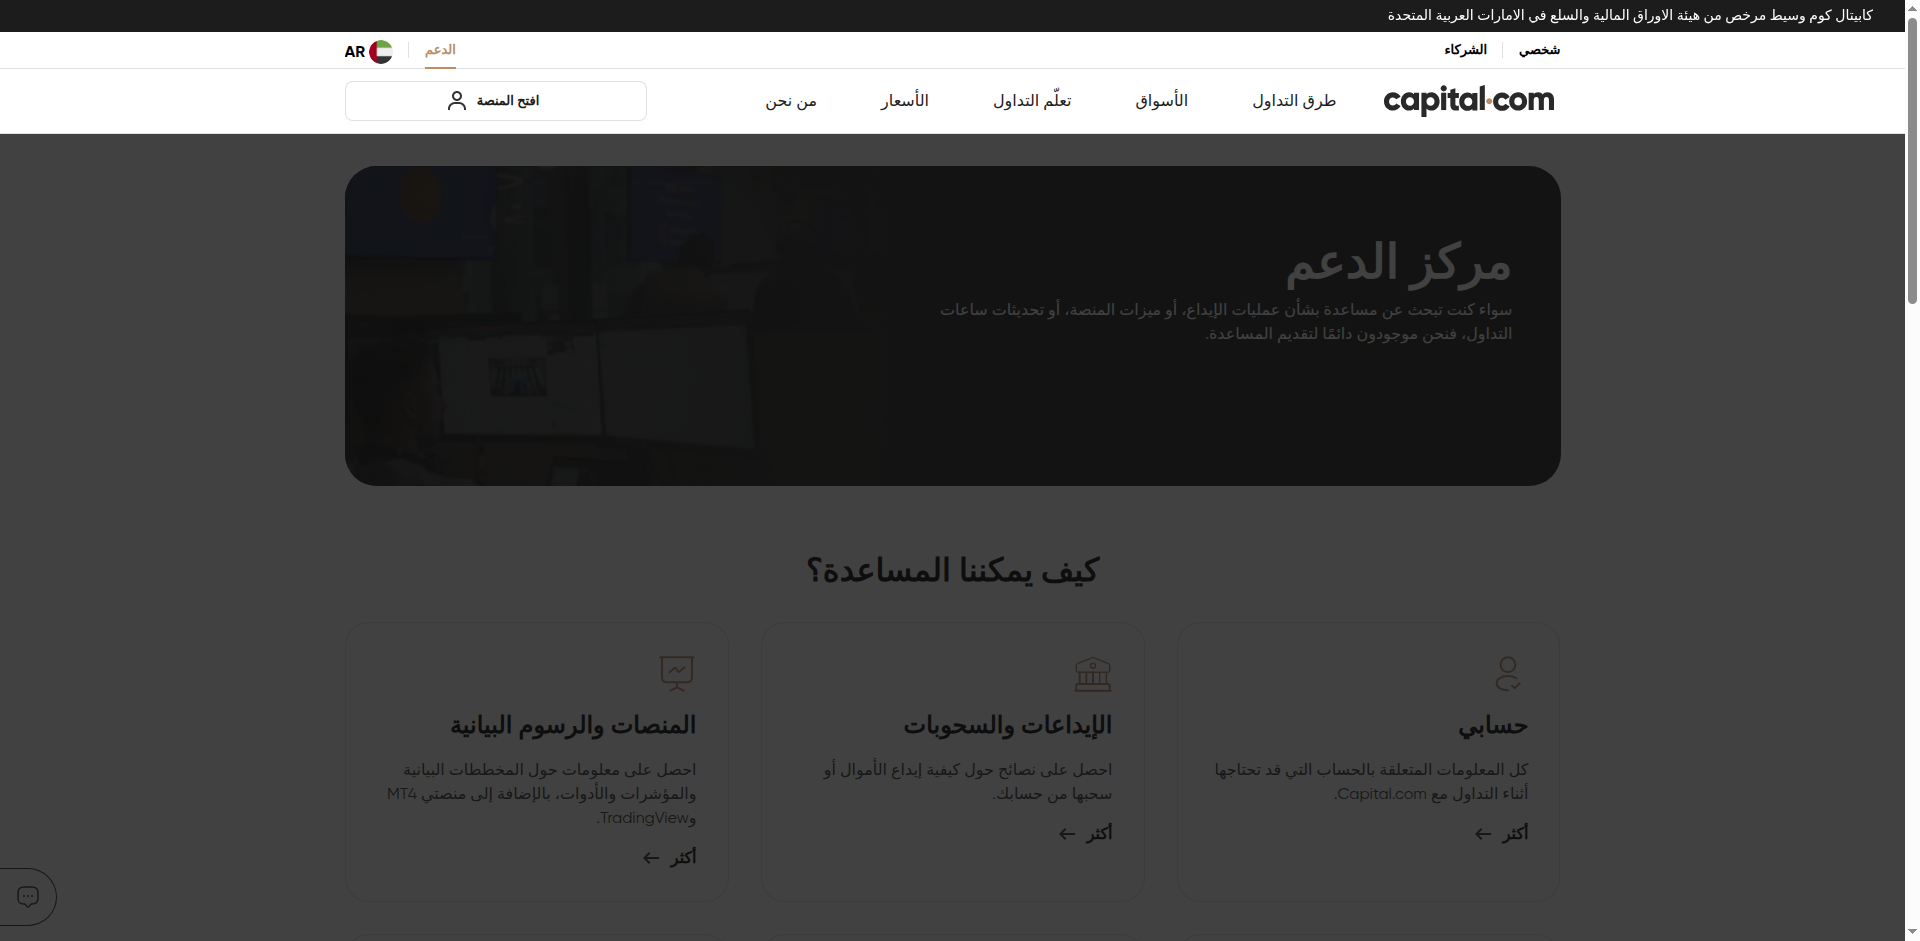 كابيتال كوم وسيط مرخص من هيئة الاوراق المالية والسلع في الامارات العربية المتحدة
شخصي
الشركاء
الدعم
AR
capital.com
طرق التداول
الأسواق
تعلّم التداول
الأسعار
من نحن
افتح المنصة
مركز الدعم
سواء كنت تبحث عن مساعدة بشأن عمليات الإيداع، أو ميزات المنصة، أو تحديثات ساعات
التداول، فنحن موجودون دائمًا لتقديم المساعدة.
كيف يمكننا المساعدة؟
حسابي
كل المعلومات المتعلقة بالحساب التي قد تحتاجها
أثناء التداول مع Capital.com.
أكثر
الإيداعات والسحوبات
احصل على نصائح حول كيفية إيداع الأموال أو
سحبها من حسابك.
أكثر
المنصات والرسوم البيانية
احصل على معلومات حول المخططات البيانية
والمؤشرات والأدوات، بالإضافة إلى منصتي MT4
وTradingView.
أكثر